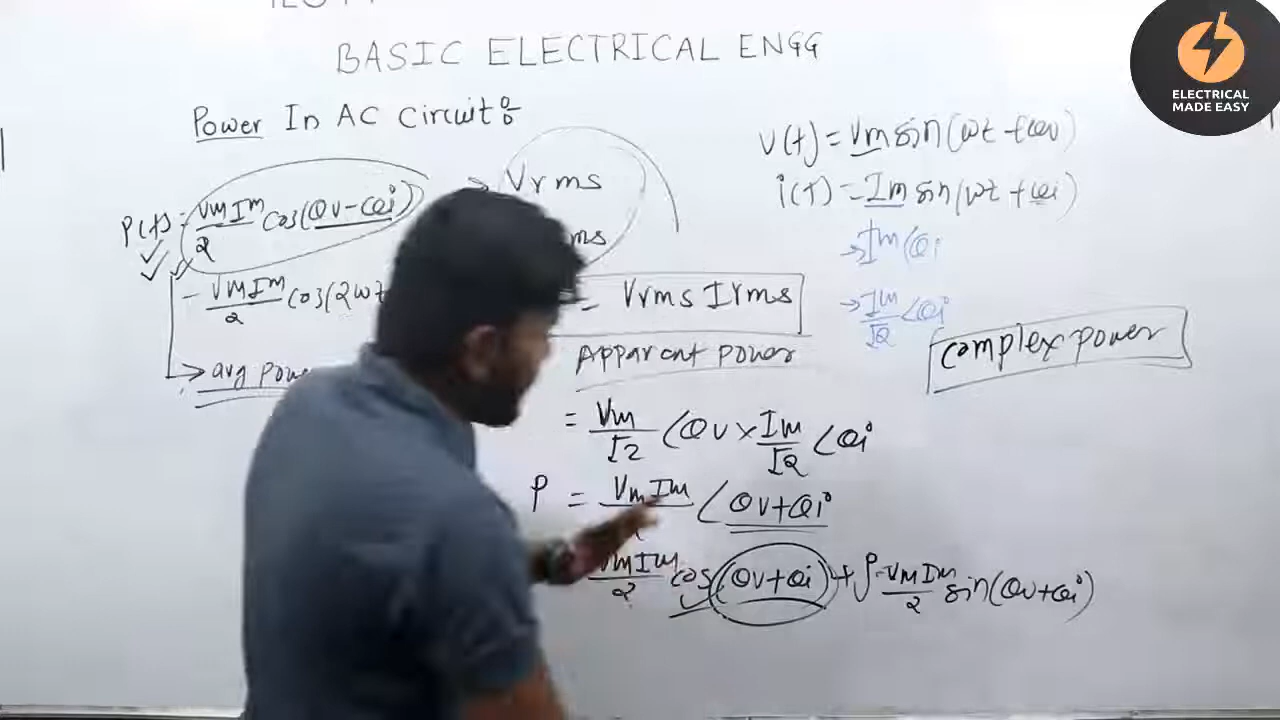 BASIC ELECTRICAL ENGG
ELECTRICAL
MADE EASY
Power In AC Circuit
v(t) = Vm sin(ωt + θv)
i(t) = Im sin(ωt + θi)
P(t) = VmIm/2 cos(θv - θi)
- VmIm/2 cos(2ωt
→ avg powe
→ Vrms
ms
= Vrms Irms
Apparent power
→ Im∠θi
→ Im/√2 ∠θi
Complex power
= Vm/√2 ∠θv × Im/√2 ∠θi
P = VmIm ∠θv+θi
VmIm/2 cos(θv+θi) + j VmIm/2 sin(θv+θi)